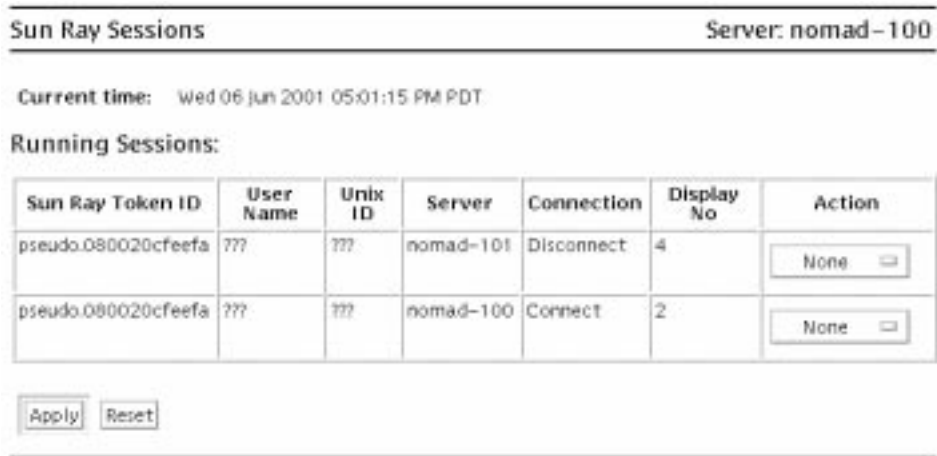 Sun Ray Sessions Server: nomad-100
Current time: Wed 06 Jun 2001 05:01:15 PM PDT
Running Sessions:
Sun Ray Token ID User Name Unix ID Server Connection Display No Action
pseudo.080020cfeefa ??? ??? nomad-101 Disconnect 4 None
pseudo.080020cfeefa ??? ??? nomad-100 Connect 2 None
Apply Reset